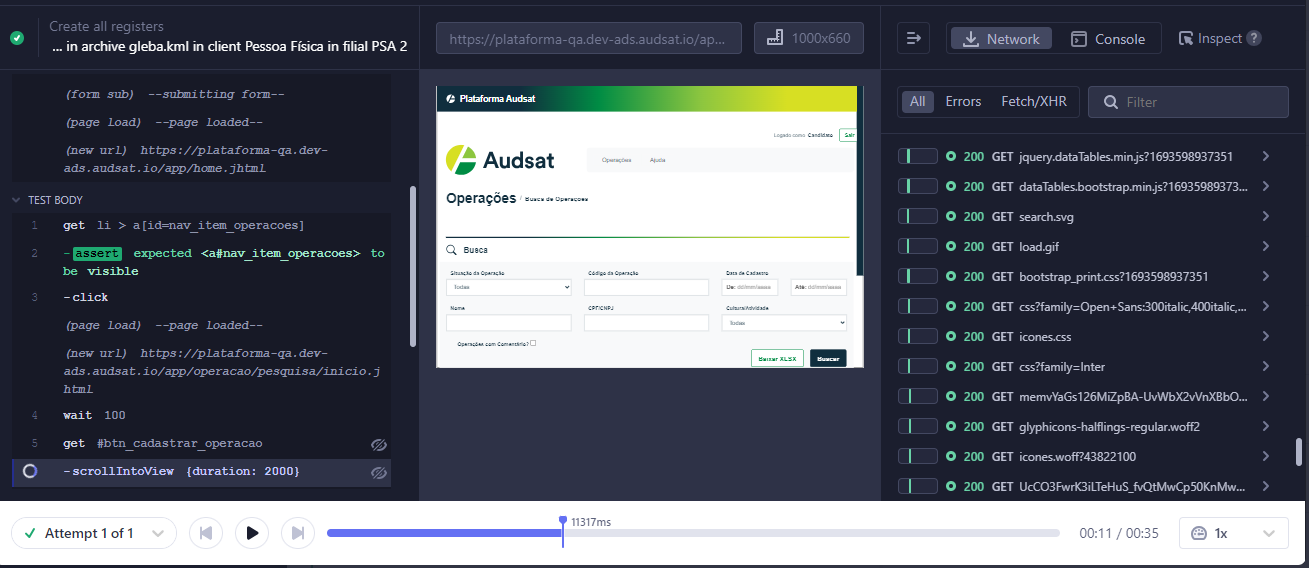 Create all registers
... in archive gleba.kml in client Pessoa Física in filial PSA 2
(form sub) --submitting form--
(page load) --page loaded--
(new url) https://plataforma-qa.dev-
ads.audsat.io/app/home.jhtml
TEST BODY
1 get li > a[id=nav_item_operacoes]
2 -assert expected <a#nav_item_operacoes> to
be visible
3 -click
(page load) --page loaded--
(new url) https://plataforma-qa.dev-
ads.audsat.io/app/operacao/pesquisa/inicio.j
html
4 wait 100
5 get #btn_cadastrar_operacao
-scrollIntoView {duration: 2000}
https://plataforma-qa.dev-ads.audsat.io/ap...
1000x660
Plataforma Audsat
Logado como Candidato Sair
Audsat
Operações Ajuda
Operações / Busca de Operações
Busca
Situação da Operação Código da Operação Data de Cadastro
Todas De: dd/mm/aaaa Até: dd/mm/aaaa
Nome CPF/CNPJ Cultura/Atividade
Todas
Operações com Comentário?
Baixar XLSX Buscar
Network Console Inspect ?
All Errors Fetch/XHR Filter
200 GET jquery.dataTables.min.js?1693598937351
200 GET dataTables.bootstrap.min.js?16935989373...
200 GET search.svg
200 GET load.gif
200 GET bootstrap_print.css?1693598937351
200 GET css?family=Open+Sans:300italic,400italic,...
200 GET icones.css
200 GET css?family=Inter
200 GET memvYaGs126MiZpBA-UvWbX2vVnXBbO...
200 GET glyphicons-halflings-regular.woff2
200 GET icones.woff?43822100
200 GET UcCO3FwrK3iLTeHuS_fvQtMwCp50KnMw...
Attempt 1 of 1
11317ms
00:11 / 00:35
1x